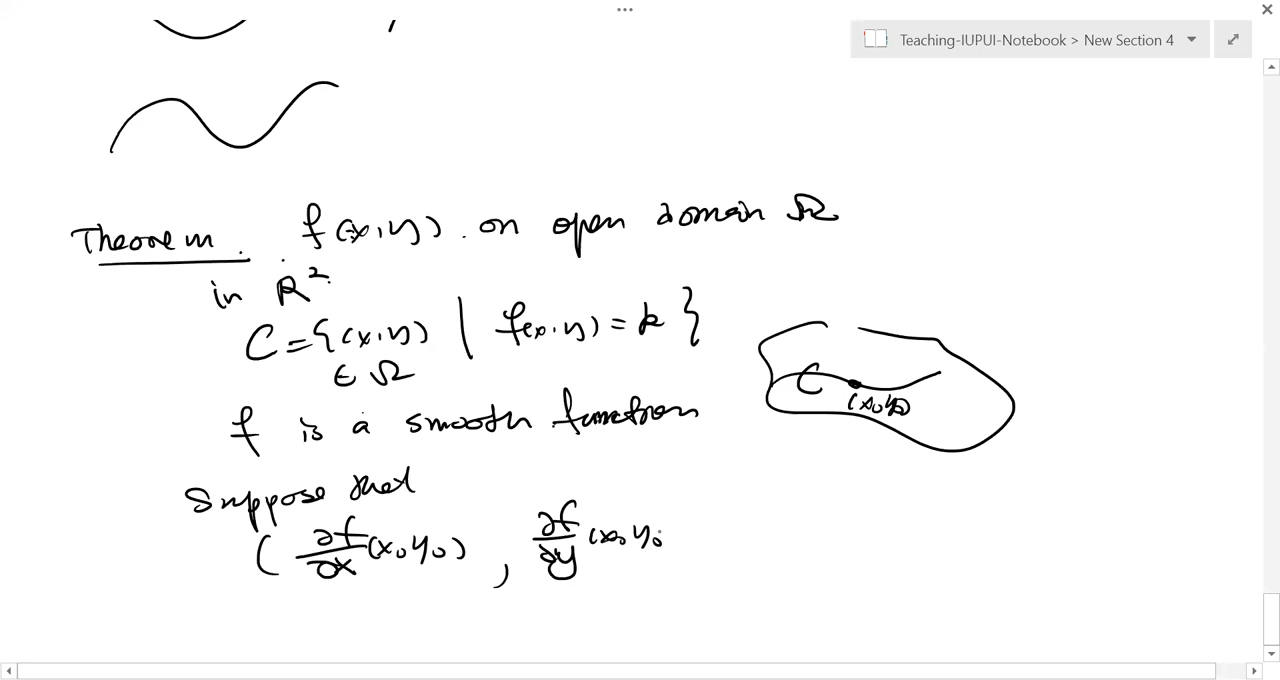 Teaching-IUPUI-Notebook > New Section 4
Theorem. f(x,y). on open domain Ω
in R²
C = {(x,y) | f(x,y) = k }
∈ Ω
C
(x₀,y₀)
f is a smooth function
Suppose that
( ∂f/∂x (x₀ y₀) , ∂f/∂y (x₀ y₀